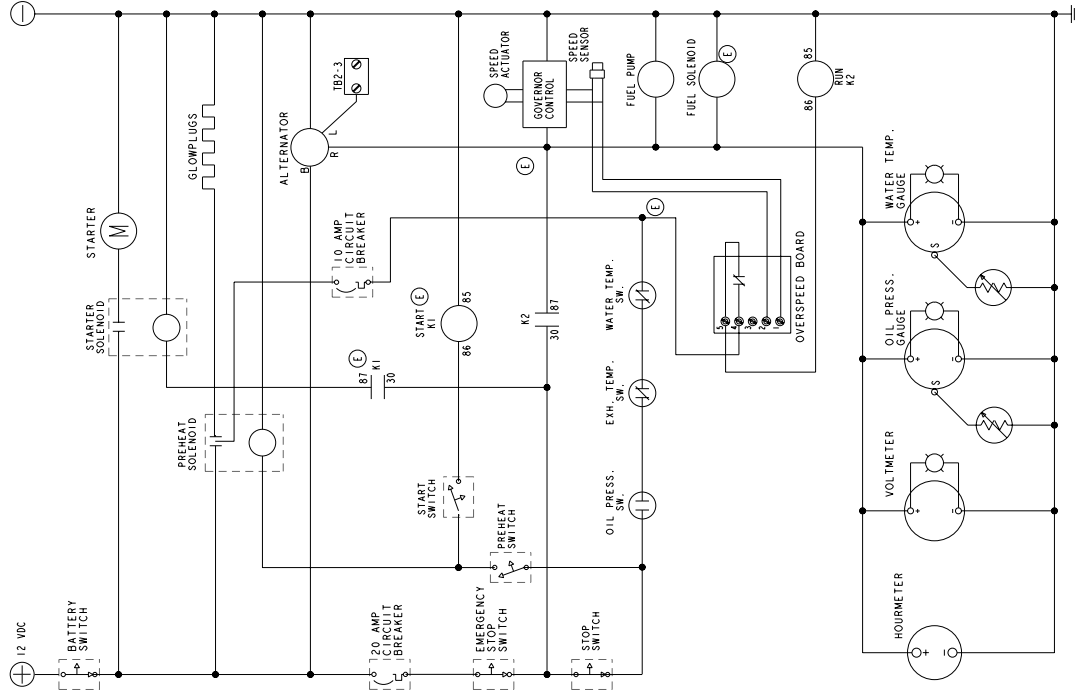 12 VDC
BATTERY
SWITCH
20 AMP
CIRCUIT
BREAKER
EMERGENCY
STOP
SWITCH
STOP
SWITCH
PREHEAT
SWITCH
START
SWITCH
PREHEAT
SOLENOID
STARTER
SOLENOID
STARTER
M
GLOWPLUGS
ALTERNATOR
B
R
L
TB2-3
10 AMP
CIRCUIT
BREAKER
87
K1
30
E
START
K1
E
86
85
K2
30
87
E
SPEED
ACTUATOR
GOVERNOR
CONTROL
SPEED
SENSOR
FUEL PUMP
FUEL SOLENOID
E
85
86
RUN
K2
E
OIL PRESS.
SW.
EXH. TEMP.
SW.
WATER TEMP.
SW.
5
4
3
2
1
OVERSPEED BOARD
WATER TEMP.
GAUGE
+
-
S
OIL PRESS.
GAUGE
+
-
S
VOLTMETER
+
-
HOURMETER
+
-